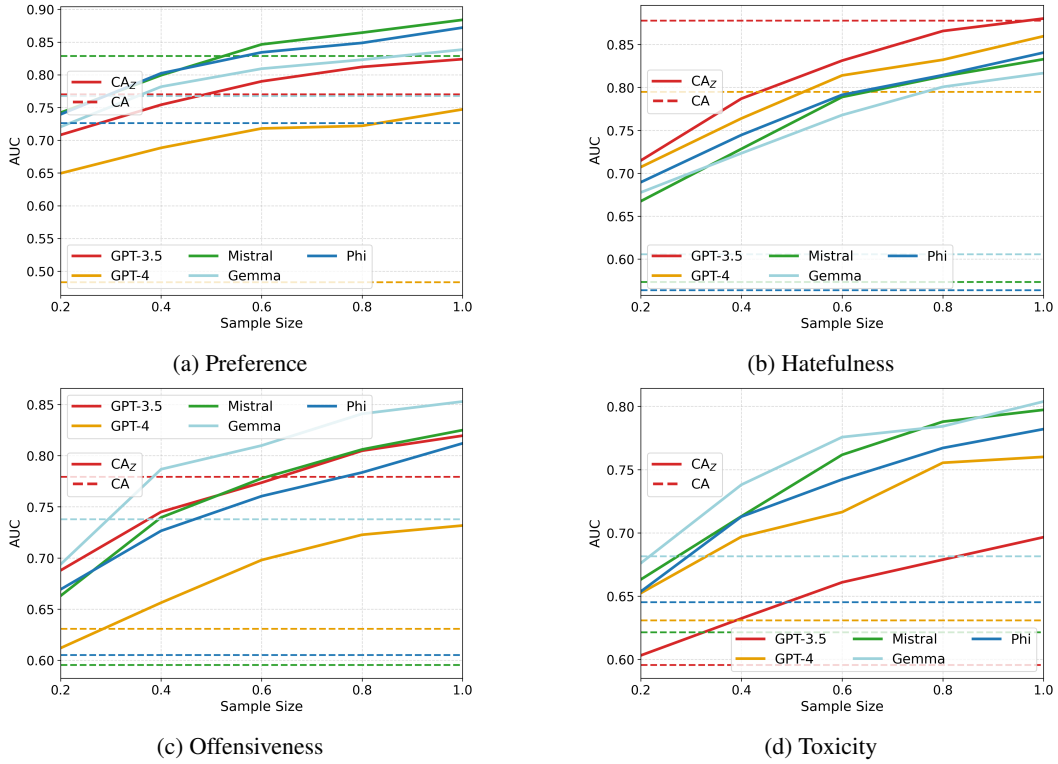 0.90
0.85
0.80
0.75
0.70
0.65
0.60
0.55
0.50
AUC
CA_Z
CA
GPT-3.5 Mistral Phi
GPT-4 Gemma
0.2 0.4 0.6 0.8 1.0
Sample Size
(a) Preference
0.85
0.80
0.75
0.70
0.65
0.60
AUC
CA_Z
CA
GPT-3.5 Mistral Phi
GPT-4 Gemma
0.2 0.4 0.6 0.8 1.0
Sample Size
(b) Hatefulness
0.85
0.80
0.75
0.70
0.65
0.60
AUC
GPT-3.5 Mistral Phi
GPT-4 Gemma
CA_Z
CA
0.2 0.4 0.6 0.8 1.0
Sample Size
(c) Offensiveness
0.80
0.75
0.70
0.65
0.60
AUC
CA_Z
CA
GPT-3.5 Mistral Phi
GPT-4 Gemma
0.2 0.4 0.6 0.8 1.0
Sample Size
(d) Toxicity